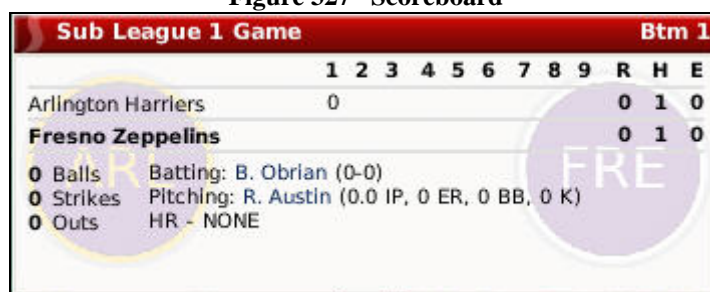 Figure 327 Scoreboard
Sub League 1 Game Btm 1
1 2 3 4 5 6 7 8 9 R H E
Arlington Harriers 0 0 1 0
Fresno Zeppelins 0 1 0
0 Balls Batting: B. Obrian (0-0)
0 Strikes Pitching: R. Austin (0.0 IP, 0 ER, 0 BB, 0 K)
0 Outs HR - NONE
ARL
FRE